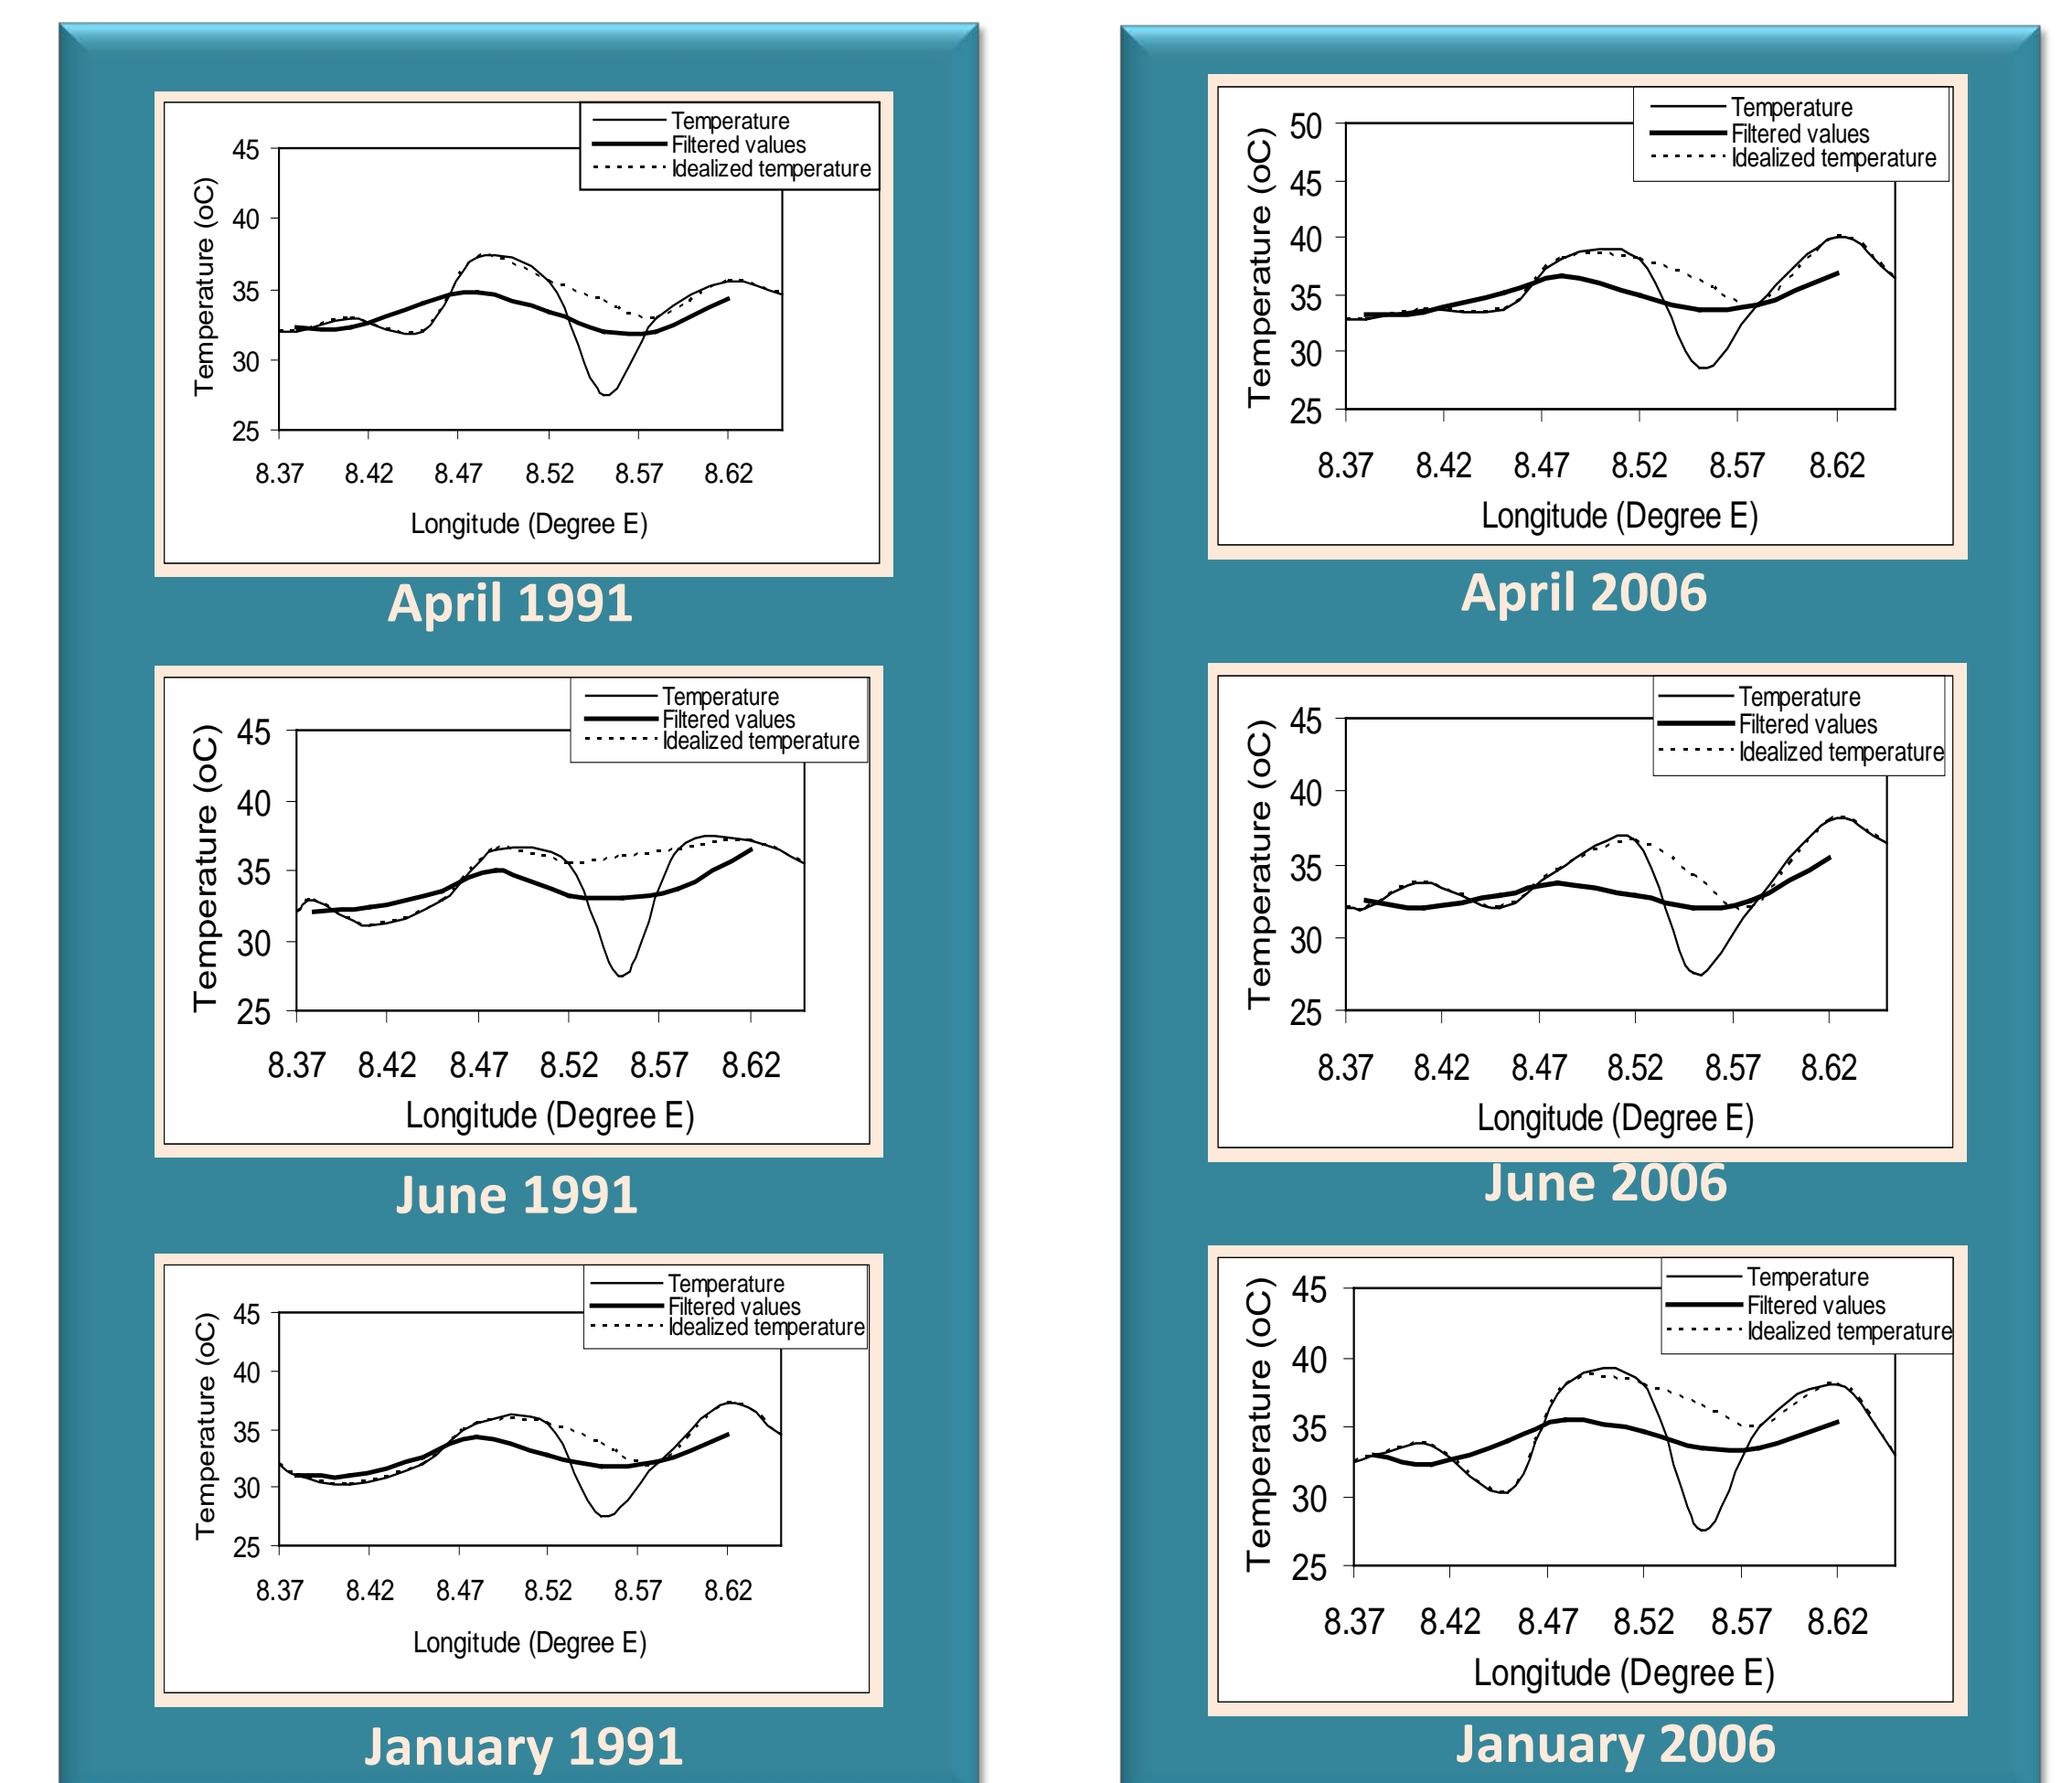 Temperature
Filtered values
Idealized temperature
45
40
35
30
25
Temperature (oC)
8.37 8.42 8.47 8.52 8.57 8.62
Longitude (Degree E)
April 1991
Temperature
Filtered values
Idealized temperature
45
40
35
30
25
Temperature (oC)
8.37 8.42 8.47 8.52 8.57 8.62
Longitude (Degree E)
June 1991
Temperature
Filtered values
Idealized temperature
45
40
35
30
25
Temperature (oC)
8.37 8.42 8.47 8.52 8.57 8.62
Longitude (Degree E)
January 1991
Temperature
Filtered values
Idealized temperature
50
45
40
35
30
25
Temperature (oC)
8.37 8.42 8.47 8.52 8.57 8.62
Longitude (Degree E)
April 2006
Temperature
Filtered values
Idealized temperature
45
40
35
30
25
Temperature (oC)
8.37 8.42 8.47 8.52 8.57 8.62
Longitude (Degree E)
June 2006
Temperature
Filtered values
Idealized temperature
45
40
35
30
25
Temperature (oC)
8.37 8.42 8.47 8.52 8.57 8.62
Longitude (Degree E)
January 2006